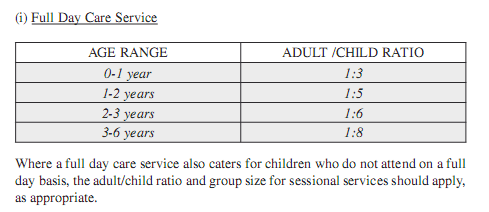 (i) Full Day Care Service
AGE RANGE ADULT /CHILD RATIO
0-1 year 1:3
1-2 years 1:5
2-3 years 1:6
3-6 years 1:8
Where a full day care service also caters for children who do not attend on a full
day basis, the adult/child ratio and group size for sessional services should apply,
as appropriate.